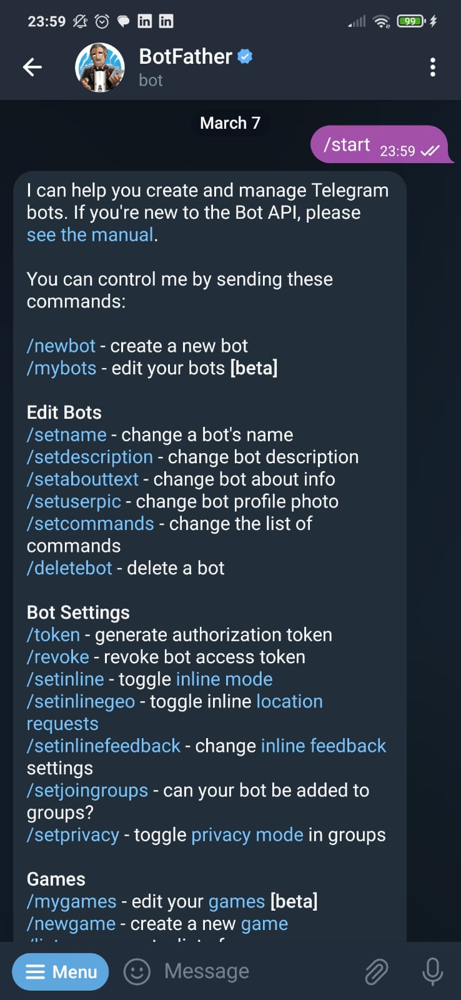 23:59
99
BotFather
bot
March 7
/start 23:59
I can help you create and manage Telegram
bots. If you're new to the Bot API, please
see the manual.
You can control me by sending these
commands:
/newbot - create a new bot
/mybots - edit your bots [beta]
Edit Bots
/setname - change a bot's name
/setdescription - change bot description
/setabouttext - change bot about info
/setuserpic - change bot profile photo
/setcommands - change the list of
commands
/deletebot - delete a bot
Bot Settings
/token - generate authorization token
/revoke - revoke bot access token
/setinline - toggle inline mode
/setinlinegeo - toggle inline location
requests
/setinlinefeedback - change inline feedback
settings
/setjoingroups - can your bot be added to
groups?
/setprivacy - toggle privacy mode in groups
Games
/mygames - edit your games [beta]
/newgame - create a new game
Menu
Message